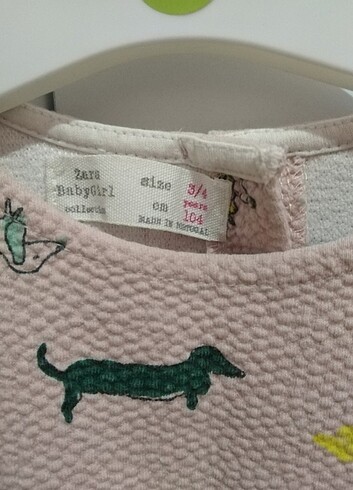 Zara
BabyGirl
collection
size 3/4
years
cm 104
MADE IN PORTUGAL